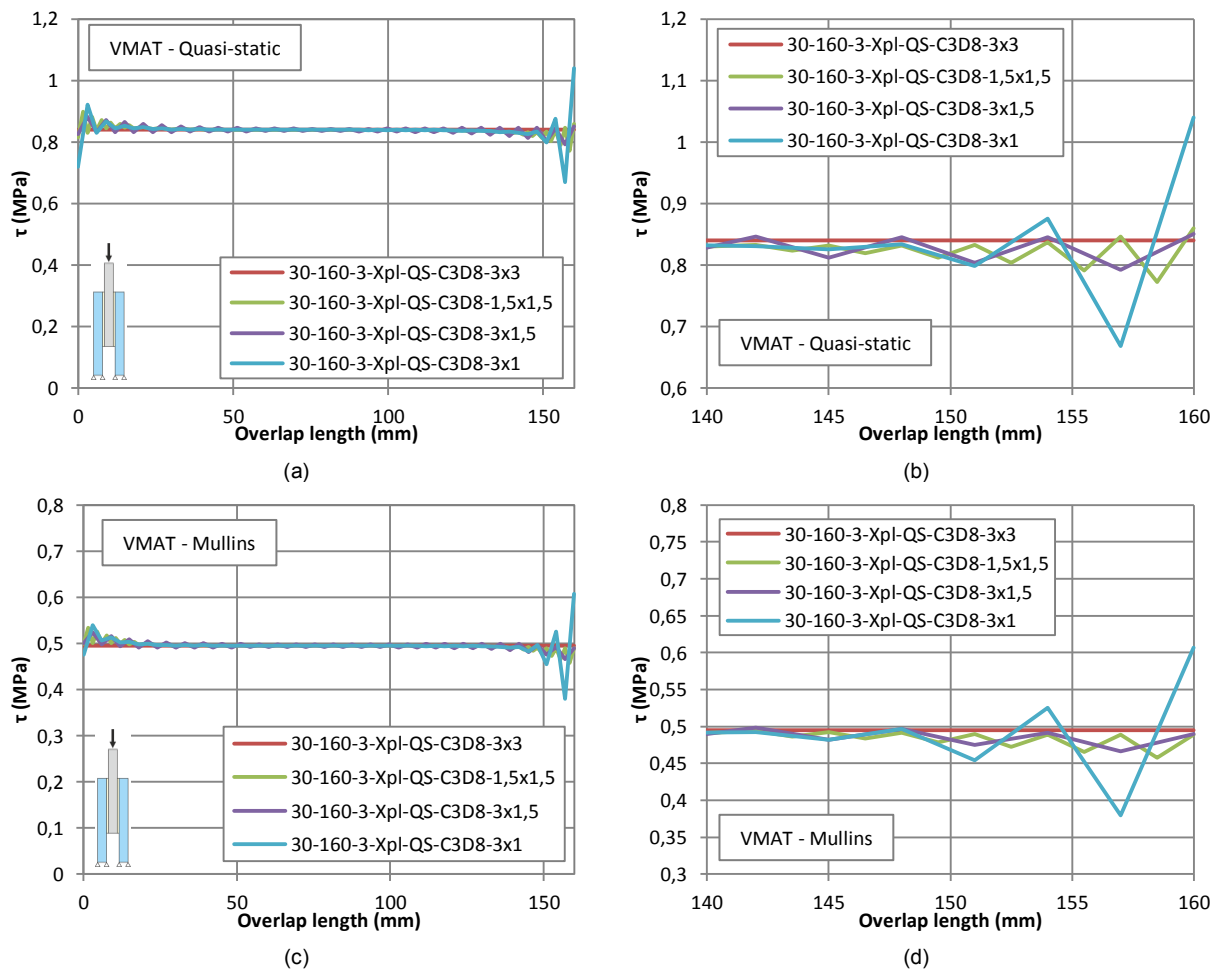 VMAT - Quasi-static
τ (MPa)
1,2
1
0,8
0,6
0,4
0,2
0
0
50
100
150
Overlap length (mm)
30-160-3-Xpl-QS-C3D8-3x3
30-160-3-Xpl-QS-C3D8-1,5x1,5
30-160-3-Xpl-QS-C3D8-3x1,5
30-160-3-Xpl-QS-C3D8-3x1
(a)
30-160-3-Xpl-QS-C3D8-3x3
30-160-3-Xpl-QS-C3D8-1,5x1,5
30-160-3-Xpl-QS-C3D8-3x1,5
30-160-3-Xpl-QS-C3D8-3x1
τ (MPa)
1,2
1,1
1
0,9
0,8
0,7
0,6
VMAT - Quasi-static
140
145
150
155
160
Overlap length (mm)
(b)
VMAT - Mullins
τ (MPa)
0,8
0,7
0,6
0,5
0,4
0,3
0,2
0,1
0
30-160-3-Xpl-QS-C3D8-3x3
30-160-3-Xpl-QS-C3D8-1,5x1,5
30-160-3-Xpl-QS-C3D8-3x1,5
30-160-3-Xpl-QS-C3D8-3x1
0
50
100
150
Overlap length (mm)
(c)
30-160-3-Xpl-QS-C3D8-3x3
30-160-3-Xpl-QS-C3D8-1,5x1,5
30-160-3-Xpl-QS-C3D8-3x1,5
30-160-3-Xpl-QS-C3D8-3x1
τ (MPa)
0,8
0,75
0,7
0,65
0,6
0,55
0,5
0,45
0,4
0,35
0,3
VMAT - Mullins
140
145
150
155
160
Overlap length (mm)
(d)